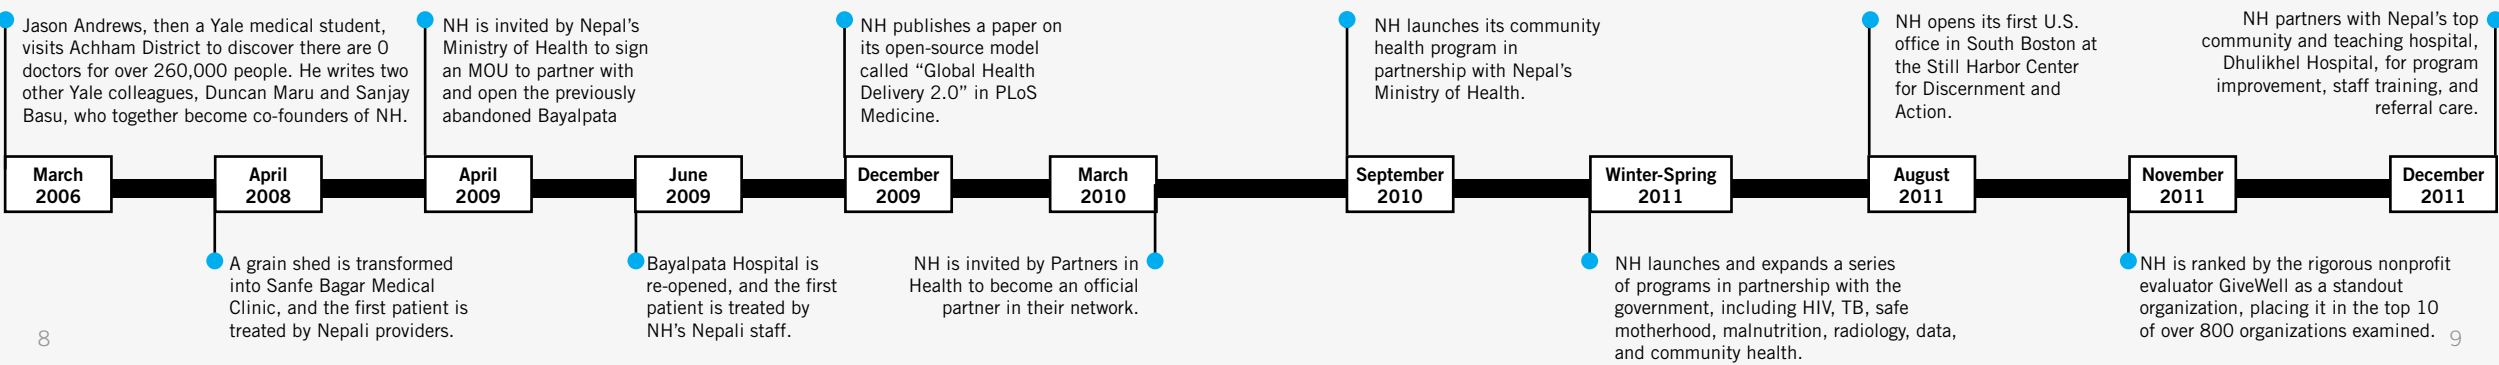 Jason Andrews, then a Yale medical student,
visits Achham District to discover there are 0
doctors for over 260,000 people. He writes two
other Yale colleagues, Duncan Maru and Sanjay
Basu, who together become co-founders of NH.
NH is invited by Nepal's
Ministry of Health to sign
an MOU to partner with
and open the previously
abandoned Bayalpata
NH publishes a paper on
its open-source model
called “Global Health
Delivery 2.0” in PLoS
Medicine.
NH launches its community
health program in
partnership with Nepal's
Ministry of Health.
NH opens its first U.S.
office in South Boston at
the Still Harbor Center
for Discernment and
Action.
NH partners with Nepal's top
community and teaching hospital,
Dhulikhel Hospital, for program
improvement, staff training, and
referral care.
March
2006
April
2008
April
2009
June
2009
December
2009
March
2010
September
2010
Winter-Spring
2011
August
2011
November
2011
December
2011
A grain shed is transformed
into Sanfe Bagar Medical
Clinic, and the first patient is
treated by Nepali providers.
Bayalpata Hospital is
re-opened, and the first
patient is treated by
NH's Nepali staff.
NH is invited by Partners in
Health to become an official
partner in their network.
NH launches and expands a series
of programs in partnership with the
government, including HIV, TB, safe
motherhood, malnutrition, radiology, data,
and community health.
NH is ranked by the rigorous nonprofit
evaluator GiveWell as a standout
organization, placing it in the top 10
of over 800 organizations examined.
8
9